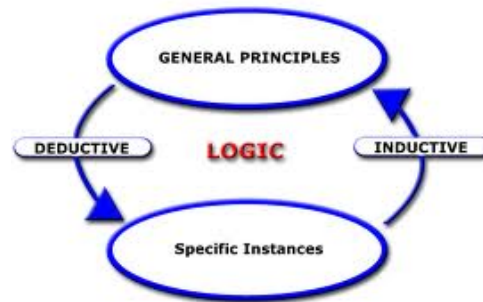 GENERAL PRINCIPLES
DEDUCTIVE
LOGIC
INDUCTIVE
Specific Instances